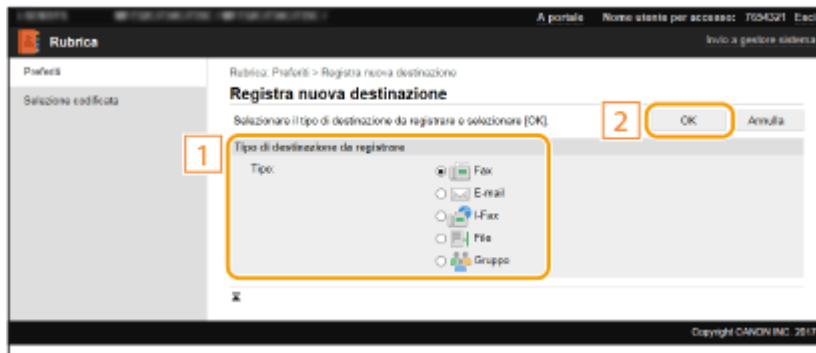 A portale Nome utente per accesso: 7654321
Rubrica
Invio a gestore sistema
Preferiti
Selezione codificata
Rubrica: Preferiti > Registra nuova destinazione
Registra nuova destinazione
Selezionare il tipo di destinazione da registrare e selezionare [OK].
2
OK
Annulla
1
Tipo di destinazione da registrare
Tipo:
Fax
E-mail
I-Fax
File
Gruppo
Copyright CANON INC. 2017